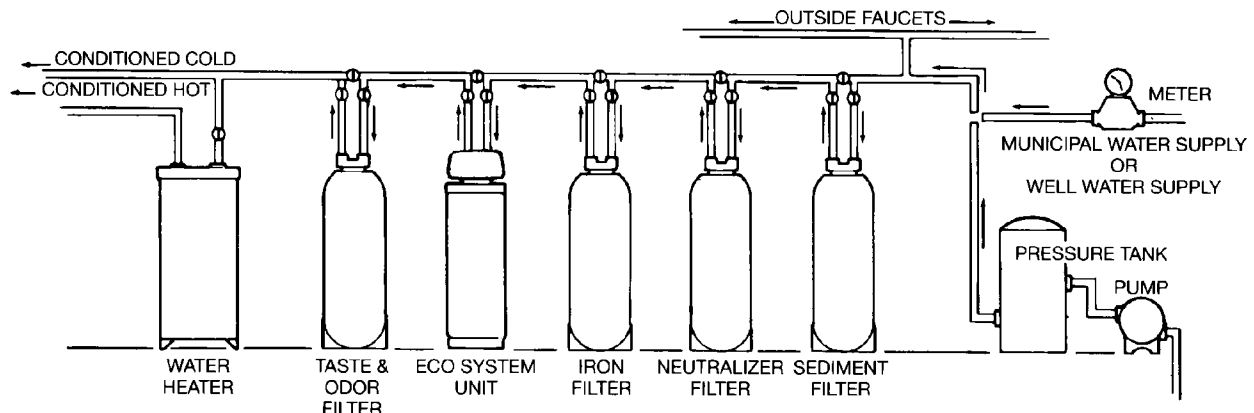 OUTSIDE FAUCETS
CONDITIONED COLD
CONDITIONED HOT
METER
MUNICIPAL WATER SUPPLY
OR
WELL WATER SUPPLY
PRESSURE TANK
PUMP
WATER
HEATER
TASTE &
ODOR
FILTER
ECO SYSTEM
UNIT
IRON
FILTER
NEUTRALIZER
FILTER
SEDIMENT
FILTER